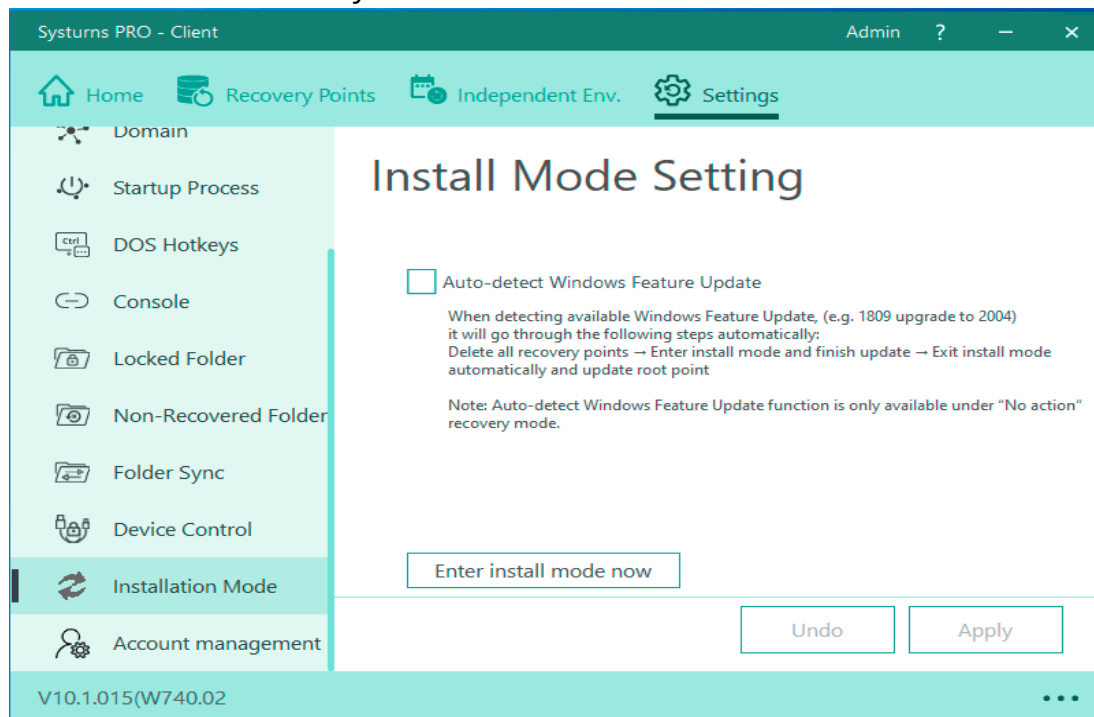 Systurns PRO - Client Admin ? – ×
Home Recovery Points Independent Env. Settings
Domain
Startup Process
DOS Hotkeys
Console
Locked Folder
Non-Recovered Folder
Folder Sync
Device Control
Installation Mode
Account management
Install Mode Setting
Auto-detect Windows Feature Update
When detecting available Windows Feature Update, (e.g. 1809 upgrade to 2004)
it will go through the following steps automatically:
Delete all recovery points → Enter install mode and finish update → Exit install mode
automatically and update root point
Note: Auto-detect Windows Feature Update function is only available under “No action”
recovery mode.
Enter install mode now
Undo Apply
V10.1.015(W740.02